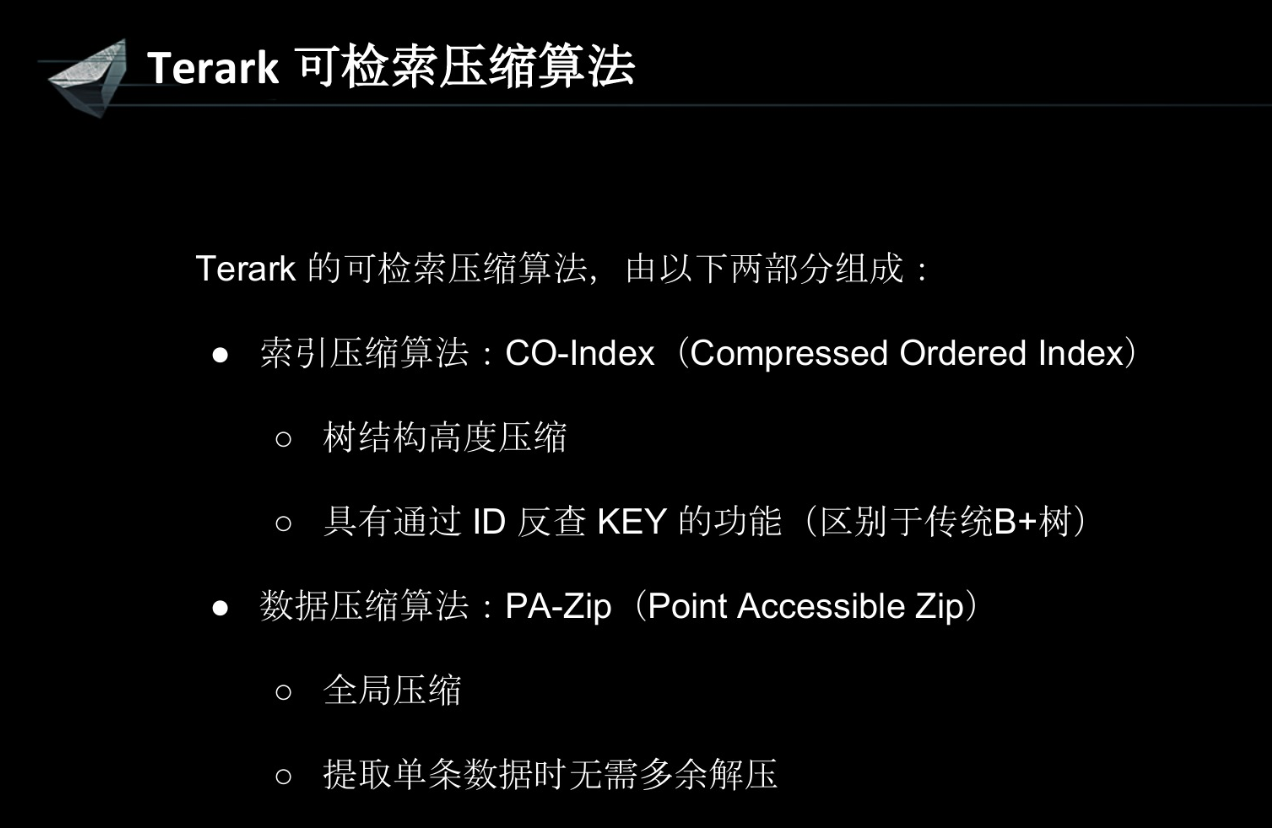 Terark 可检索压缩算法
Terark 的可检索压缩算法，由以下两部分组成：
● 索引压缩算法：CO-Index（Compressed Ordered Index）
○ 树结构高度压缩
○ 具有通过 ID 反查 KEY 的功能（区别于传统B+树）
● 数据压缩算法：PA-Zip（Point Accessible Zip）
○ 全局压缩
○ 提取单条数据时无需多余解压